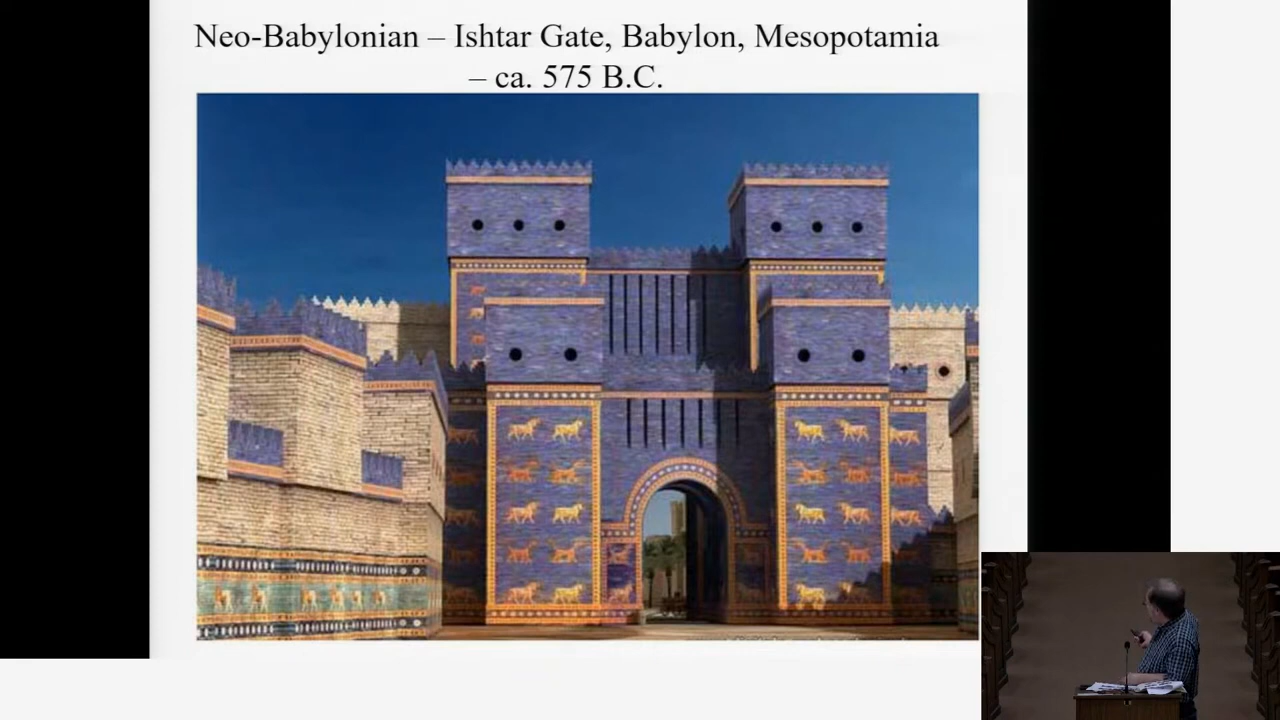 Neo-Babylonian – Ishtar Gate, Babylon, Mesopotamia
– ca. 575 B.C.